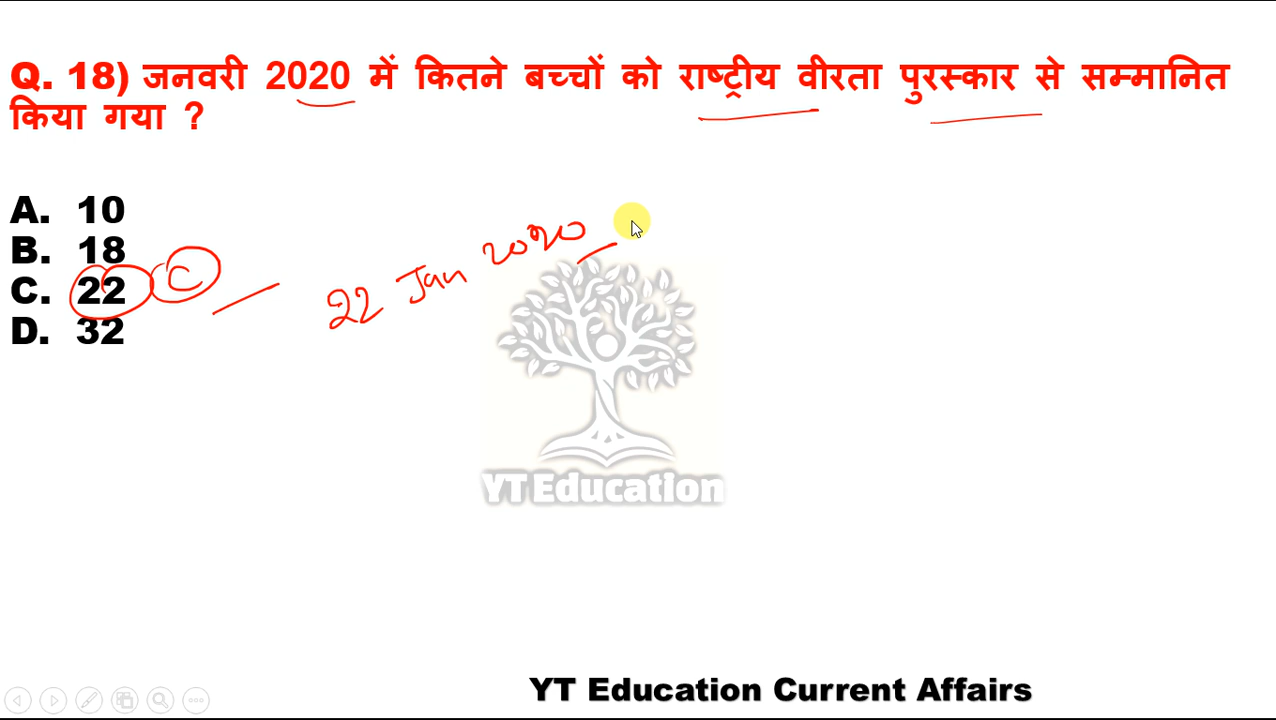 Q. 18) जनवरी 2020 में कितने बच्चों को राष्ट्रीय वीरता पुरस्कार से सम्मानित
किया गया ?
A. 10
B. 18
C. 22 C
D. 32
22 Jan 2020
YT Education
YT Education Current Affairs